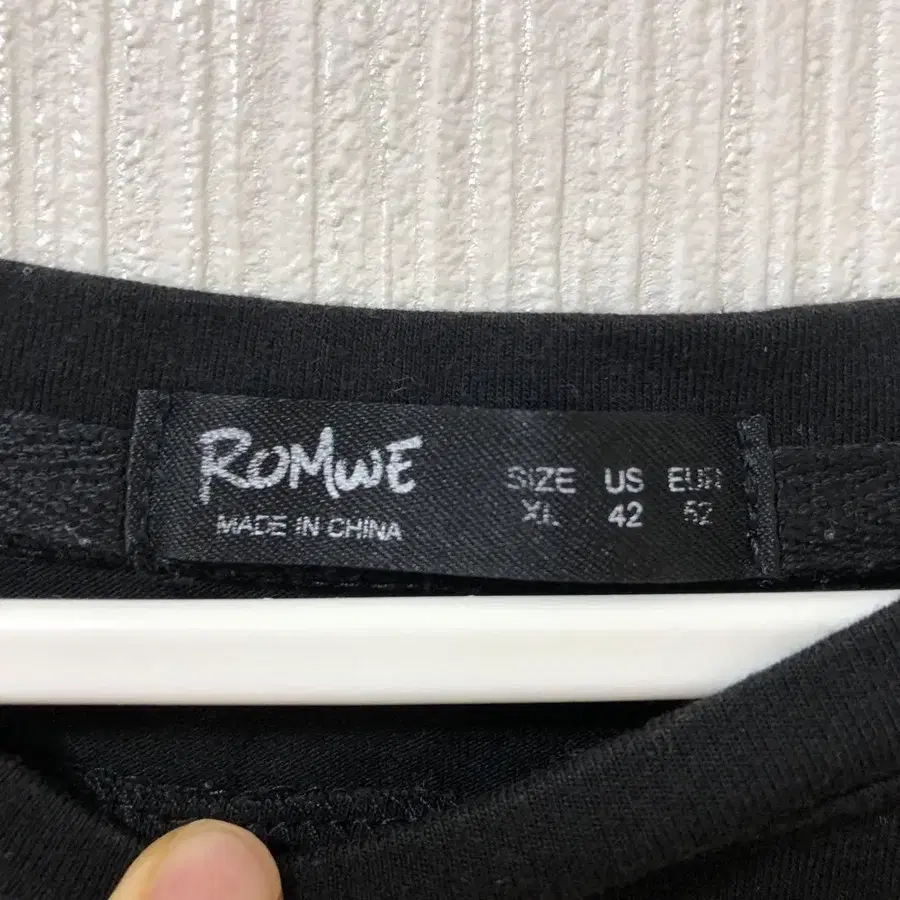 ROMWE
MADE IN CHINA
SIZE US EUR
XL 42 52